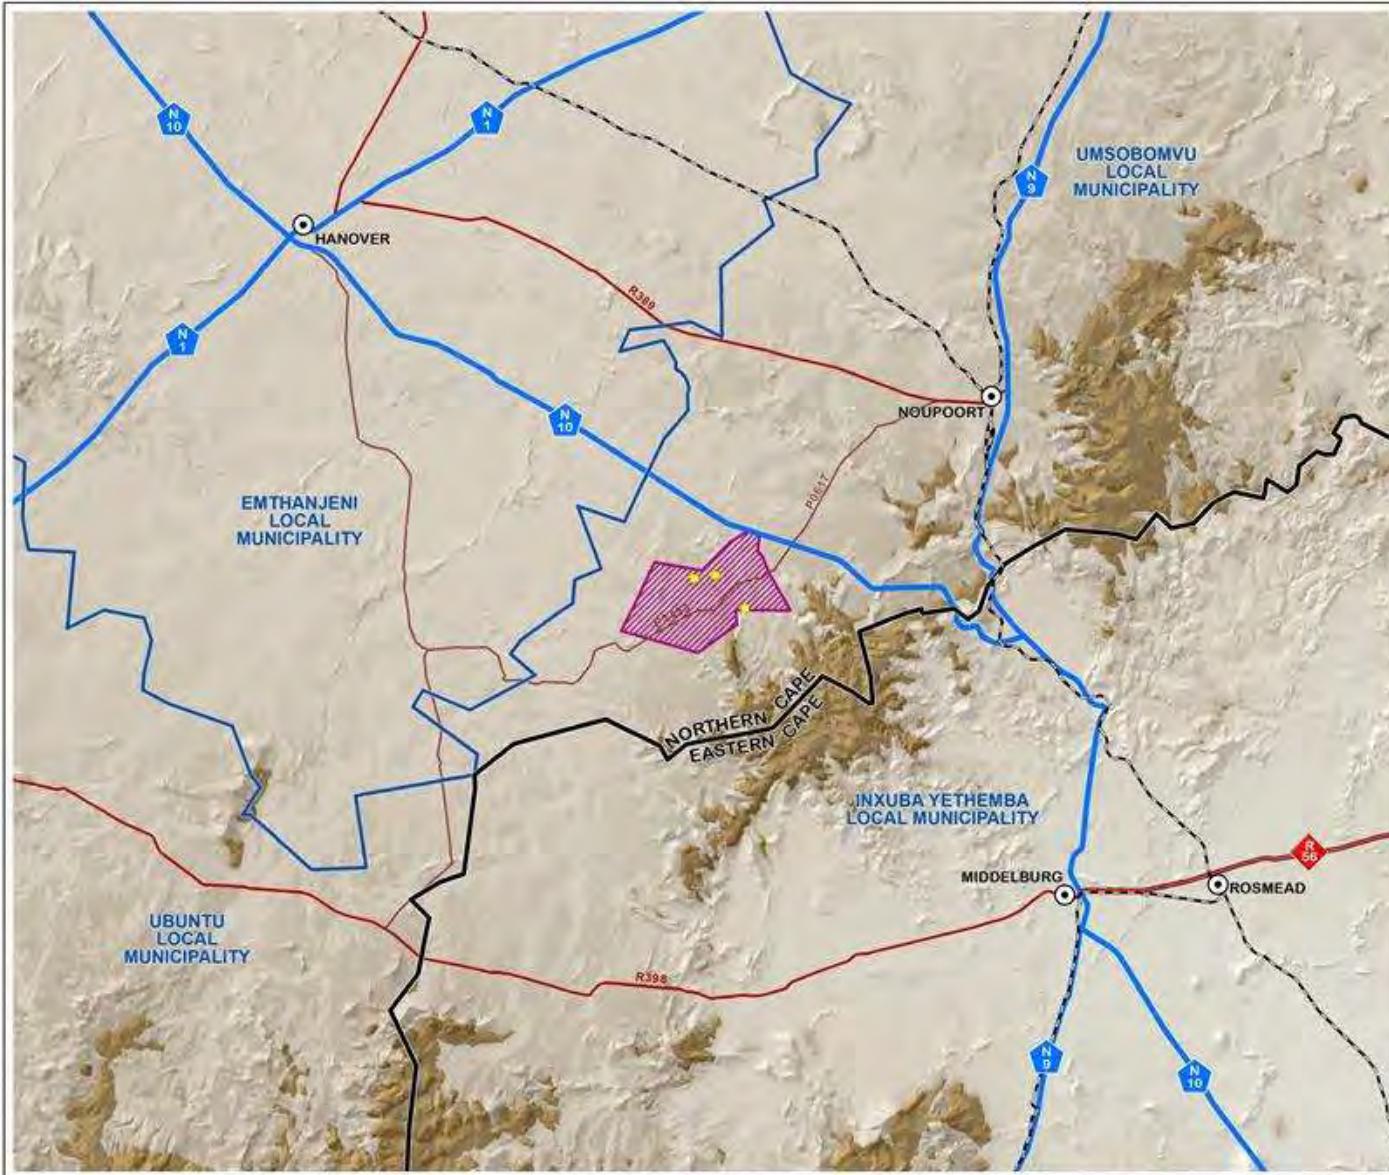 N
10
N
1
UMSOBOMVU
LOCAL
MUNICIPALITY
N
9
HANOVER
R389
N
1
NOUPOORT
N
10
P0617
EMTHANJENI
LOCAL
MUNICIPALITY
NORTHERN CAPE
EASTERN CAPE
INXUBA YETHEMBA
LOCAL MUNICIPALITY
R
56
MIDDELBURG
ROSMEAD
UBUNTU
LOCAL
MUNICIPALITY
R398
N
9
N
10